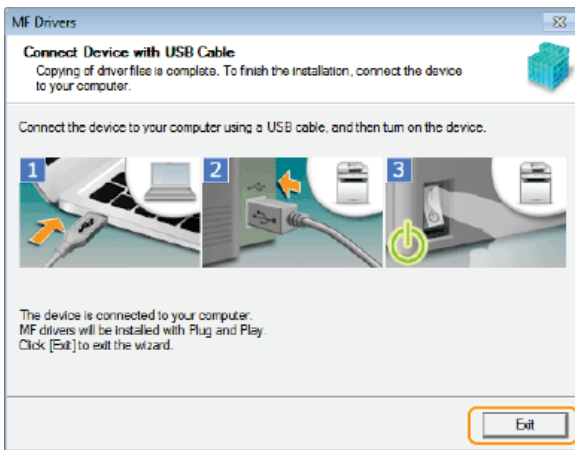 MF Drivers
Connect Device with USB Cable
Copying of driver files is complete. To finish the installation, connect the device
to your computer.
Connect the device to your computer using a USB cable, and then turn on the device.
1
2
3
The device is connected to your computer.
MF drivers will be installed with Plug and Play.
Click [Exit] to exit the wizard.
Exit